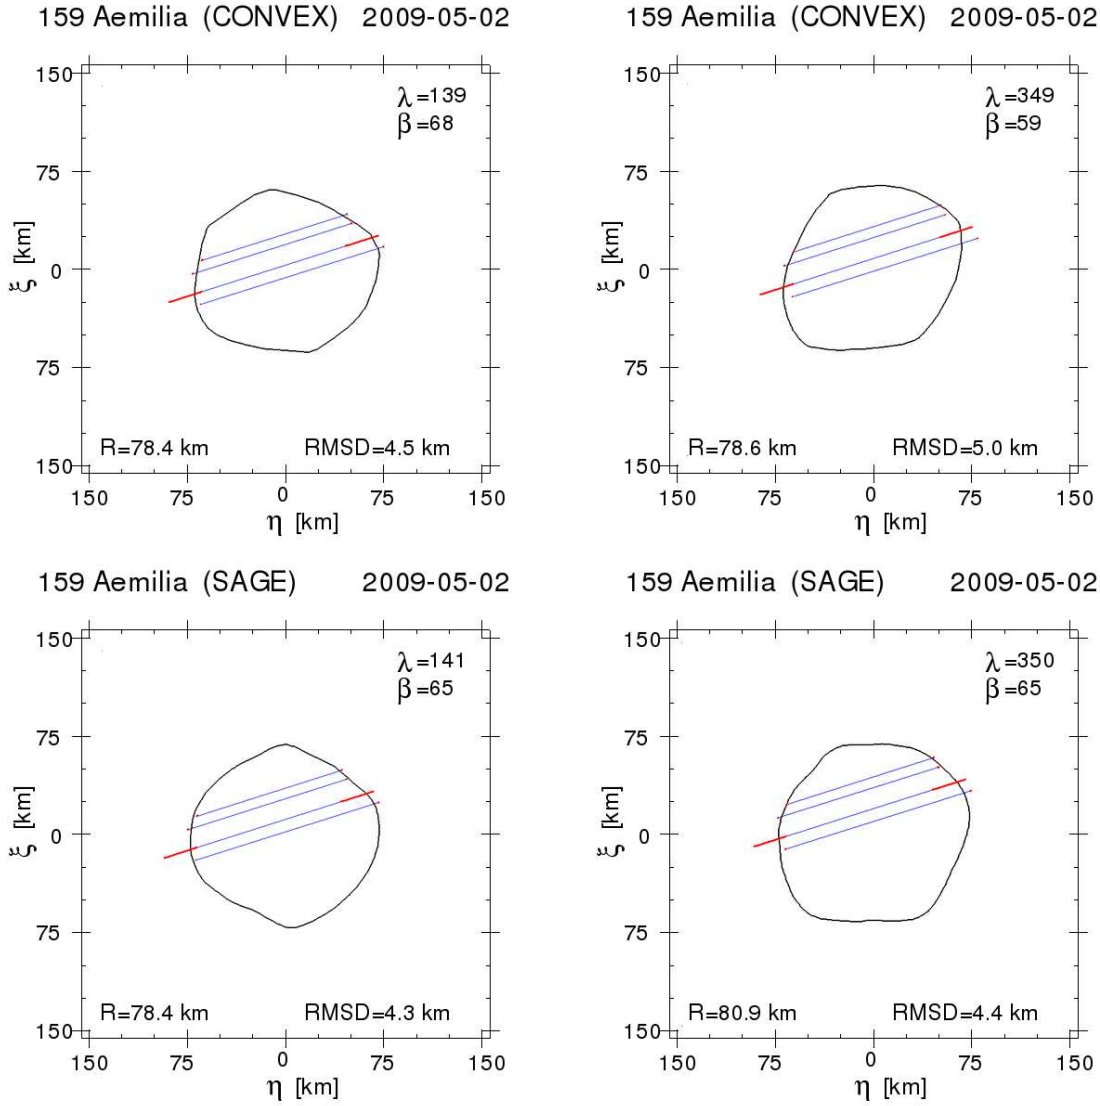 159 Aemilia (CONVEX) 2009-05-02
150
λ=139
β=68
75
ξ [km]
0
75
R=78.4 km RMSD=4.5 km
150
150 75 0 75 150
η [km]
159 Aemilia (CONVEX) 2009-05-02
150
λ=349
β=59
75
ξ [km]
0
75
R=78.6 km RMSD=5.0 km
150
150 75 0 75 150
η [km]
159 Aemilia (SAGE) 2009-05-02
150
λ=141
β=65
75
ξ [km]
0
75
R=78.4 km RMSD=4.3 km
150
150 75 0 75 150
η [km]
159 Aemilia (SAGE) 2009-05-02
150
λ=350
β=65
75
ξ [km]
0
75
R=80.9 km RMSD=4.4 km
150
150 75 0 75 150
η [km]